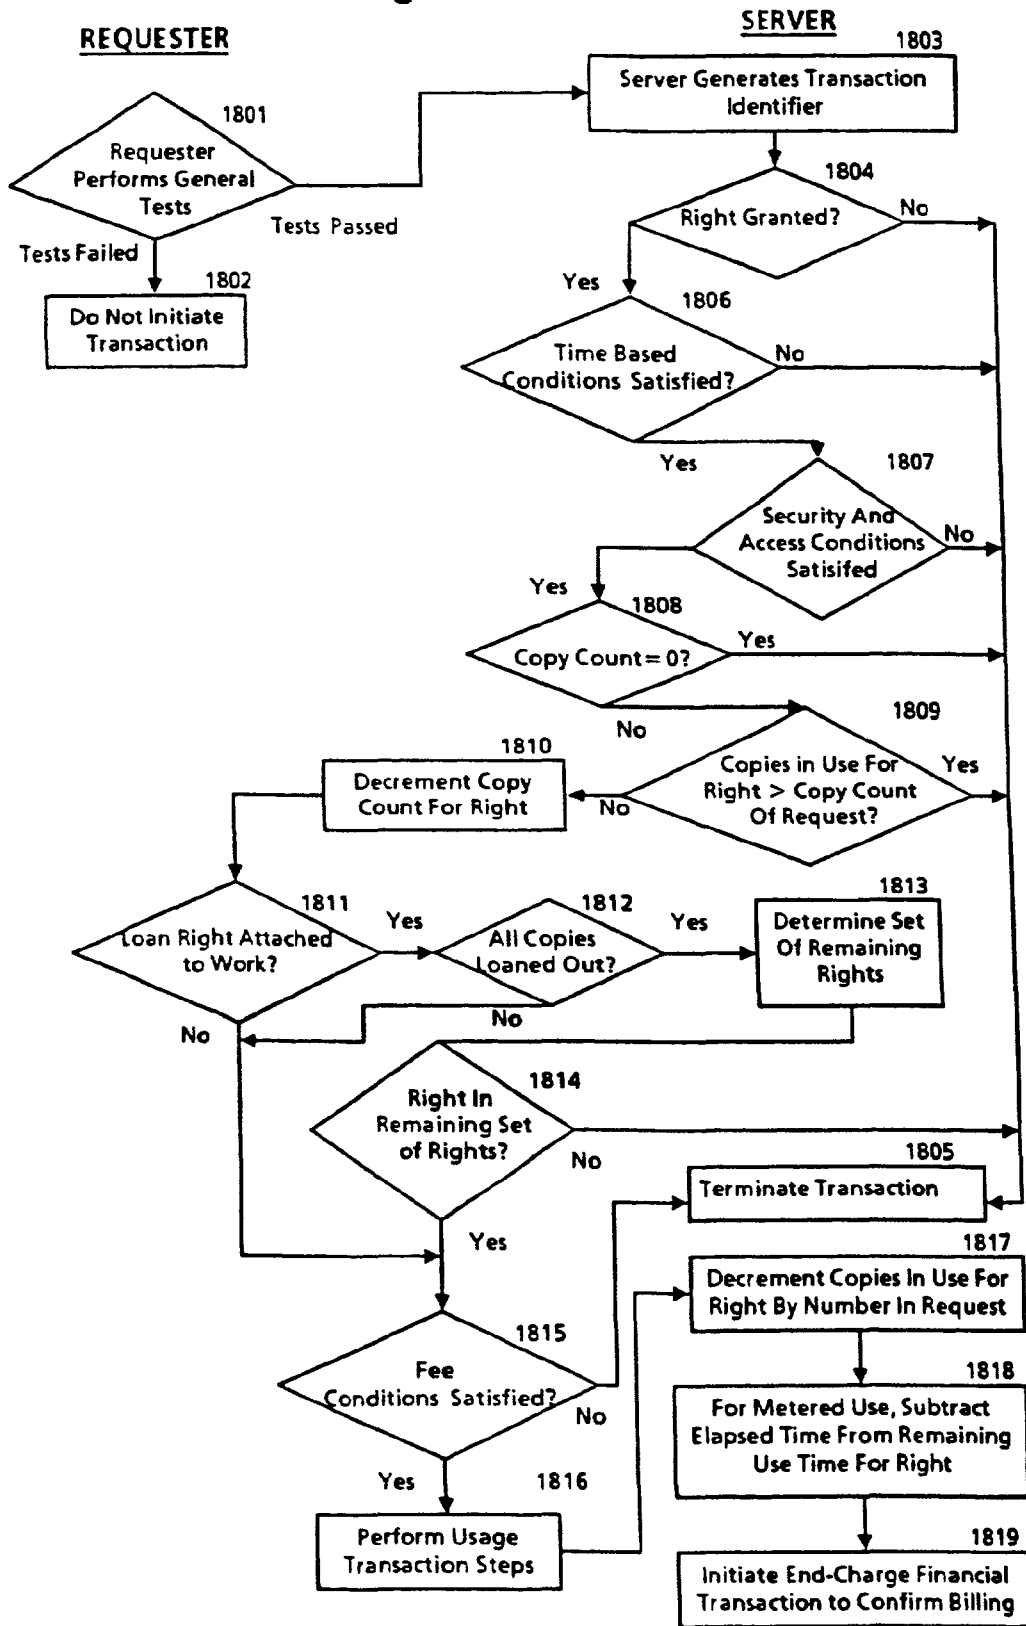 REQUESTER
SERVER
1803
Server Generates Transaction
Identifier
1801
Requester
Performs General
Tests
Tests Passed
Tests Failed
1802
Do Not Initiate
Transaction
1804
Right Granted?
No
Yes
1806
Time Based
Conditions Satisfied?
No
Yes
1807
Security And
Access Conditions
Satisifed
No
Yes
1808
Copy Count = 0?
Yes
No
1809
Copies in Use For
Right > Copy Count
Of Request?
Yes
No
1810
Decrement Copy
Count For Right
1811
Loan Right Attached
to Work?
Yes
No
1812
All Copies
Loaned Out?
Yes
No
1813
Determine Set
Of Remaining
Rights
1814
Right In
Remaining Set
of Rights?
No
Yes
1805
Terminate Transaction
1815
Fee
Conditions Satisfied?
No
Yes
1816
Perform Usage
Transaction Steps
1817
Decrement Copies In Use For
Right By Number In Request
1818
For Metered Use, Subtract
Elapsed Time From Remaining
Use Time For Right
1819
Initiate End-Charge Financial
Transaction to Confirm Billing